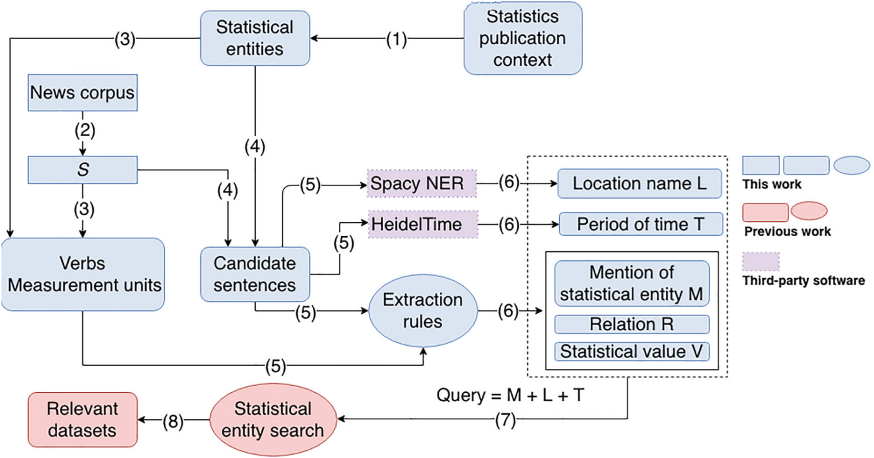 Statistical
entities
(3)
(1)
Statistics
publication
context
News corpus
(2)
(4)
S
(4)
(3)
(5)
Spacy NER
(6)
Location name L
This work
(5)
HeidelTime
(6)
Period of time T
Previous work
Verbs
Measurement units
Candidate
sentences
Extraction
rules
(5)
(6)
Mention of
statistical entity M
Relation R
Statistical value V
Third-party software
(5)
Query = M + L + T
(7)
Statistical
entity search
(8)
Relevant
datasets